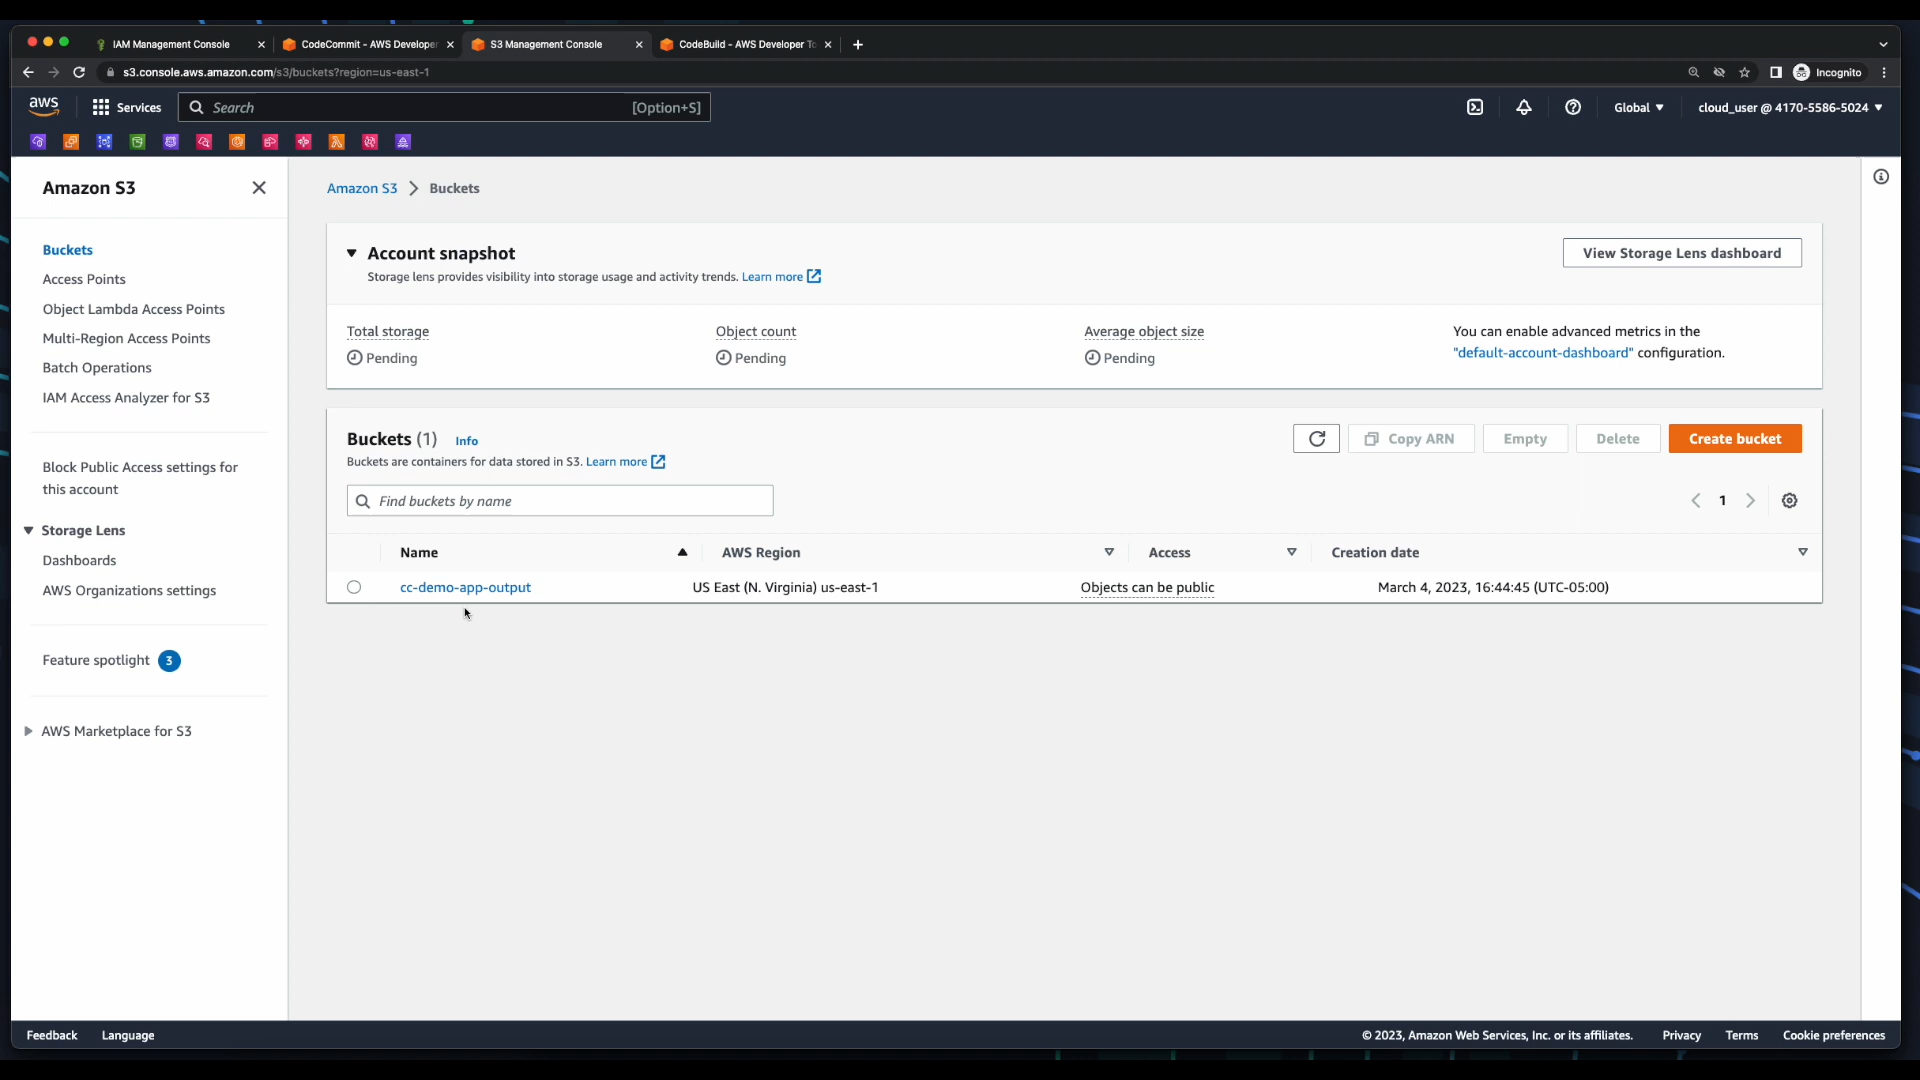 IAM Management Console
CodeCommit - AWS Developer
S3 Management Console
CodeBuild - AWS Developer To
s3.console.aws.amazon.com/s3/buckets?region=us-east-1
Incognito
aws
Services
Search
[Option+S]
Global
cloud_user @ 4170-5586-5024
Amazon S3
Buckets
Access Points
Object Lambda Access Points
Multi-Region Access Points
Batch Operations
IAM Access Analyzer for S3
Block Public Access settings for
this account
Storage Lens
Dashboards
AWS Organizations settings
Feature spotlight 3
AWS Marketplace for S3
Amazon S3 > Buckets
Account snapshot
Storage lens provides visibility into storage usage and activity trends. Learn more
View Storage Lens dashboard
Total storage
Pending
Object count
Pending
Average object size
Pending
You can enable advanced metrics in the
"default-account-dashboard" configuration.
Buckets (1) Info
Buckets are containers for data stored in S3. Learn more
Copy ARN
Empty
Delete
Create bucket
Find buckets by name
1
Name
AWS Region
Access
Creation date
cc-demo-app-output
US East (N. Virginia) us-east-1
Objects can be public
March 4, 2023, 16:44:45 (UTC-05:00)
Feedback
Language
© 2023, Amazon Web Services, Inc. or its affiliates.
Privacy
Terms
Cookie preferences